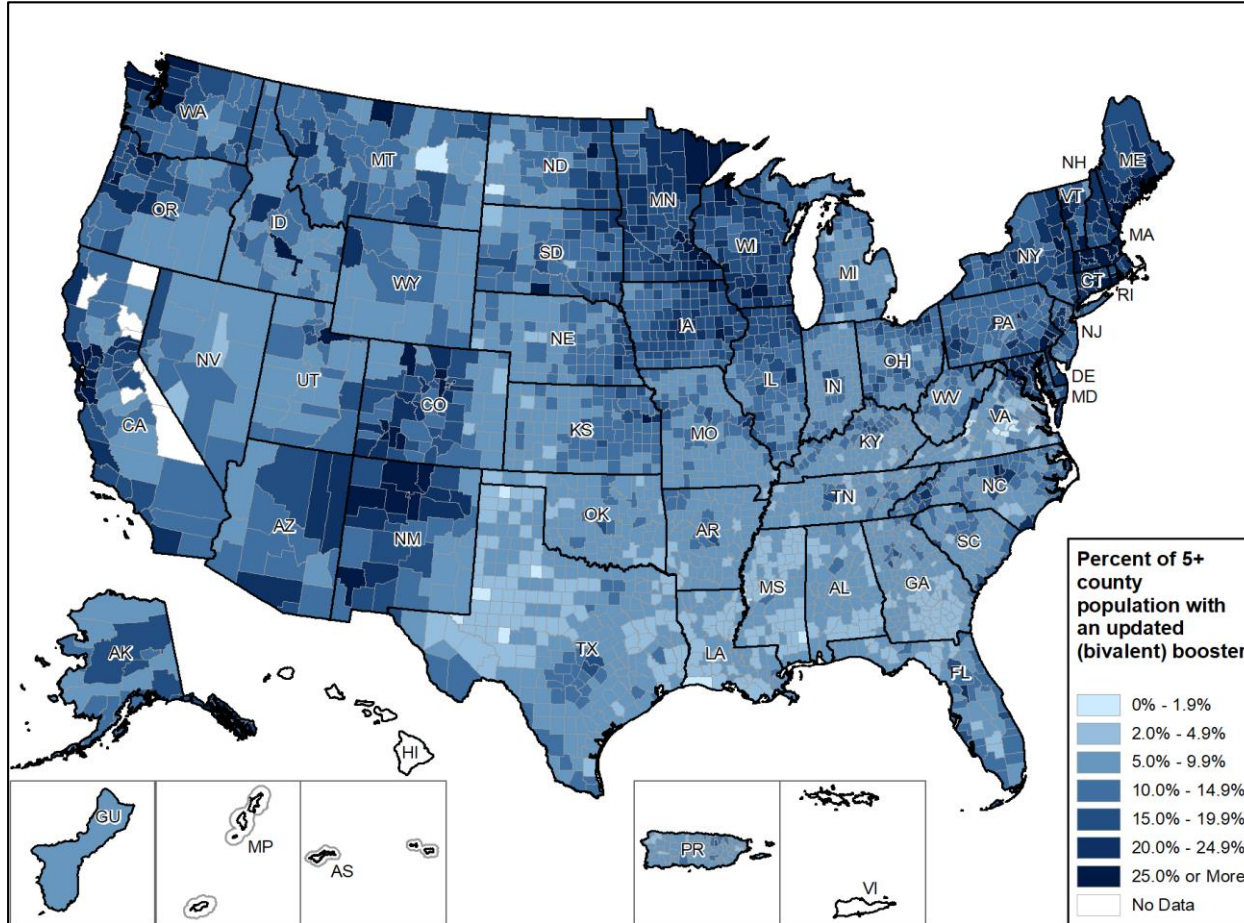 WA
MT
ND
MN
ME
NH
VT
OR
ID
SD
WI
NY
MA
MI
WY
CT
RI
IA
PA
NE
NJ
NV
OH
UT
IL
IN
DE
CO
WV
MD
CA
VA
KS
MO
KY
NC
TN
OK
AZ
NM
AR
SC
MS
AL
GA
TX
LA
FL
AK
HI
GU
MP
AS
PR
VI
Percent of 5+
county
population with
an updated
(bivalent) booster
0% - 1.9%
2.0% - 4.9%
5.0% - 9.9%
10.0% - 14.9%
15.0% - 19.9%
20.0% - 24.9%
25.0% or More
No Data